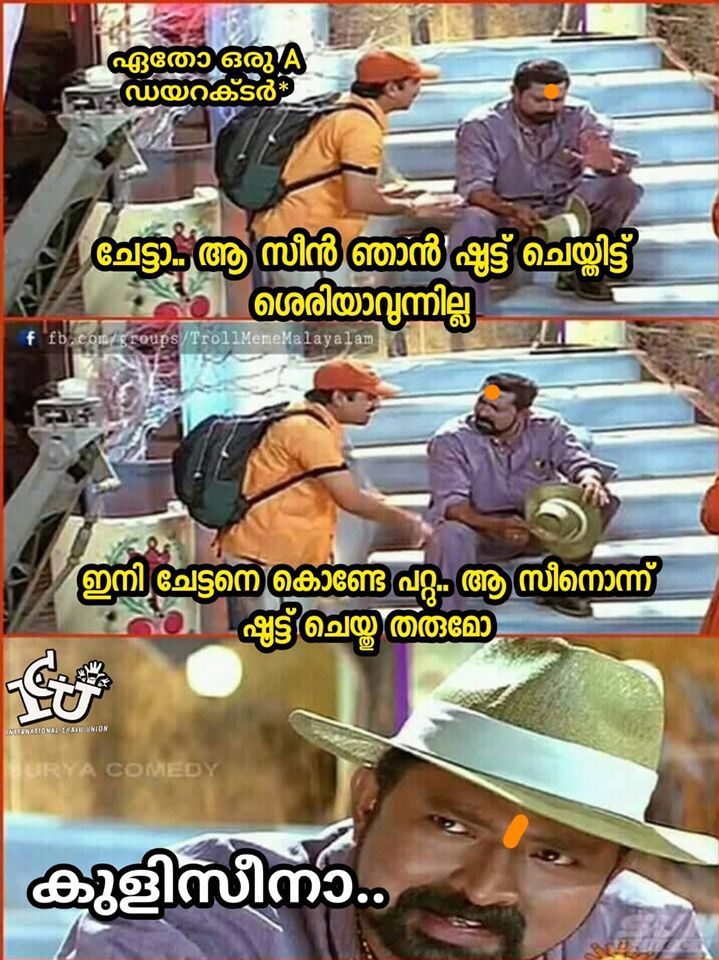 ഏതോ ഒരു A
ഡയറക്ടർ*
ചേട്ടാ.. ആ സീൻ ഞാൻ ഷൂട്ട് ചെയ്തിട്ട്
ശെരിയാവുന്നില്ല
f fb.com/groups/TrollMemeMalayalam
ഇനി ചേട്ടനെ കൊണ്ടേ പറ്റൂ.. ആ സീനൊന്ന്
ഷൂട്ട് ചെയ്തു തരുമോ
ICU
INTERNATIONAL CHALU UNION
SURYA COMEDY
കുളിസീനാ..